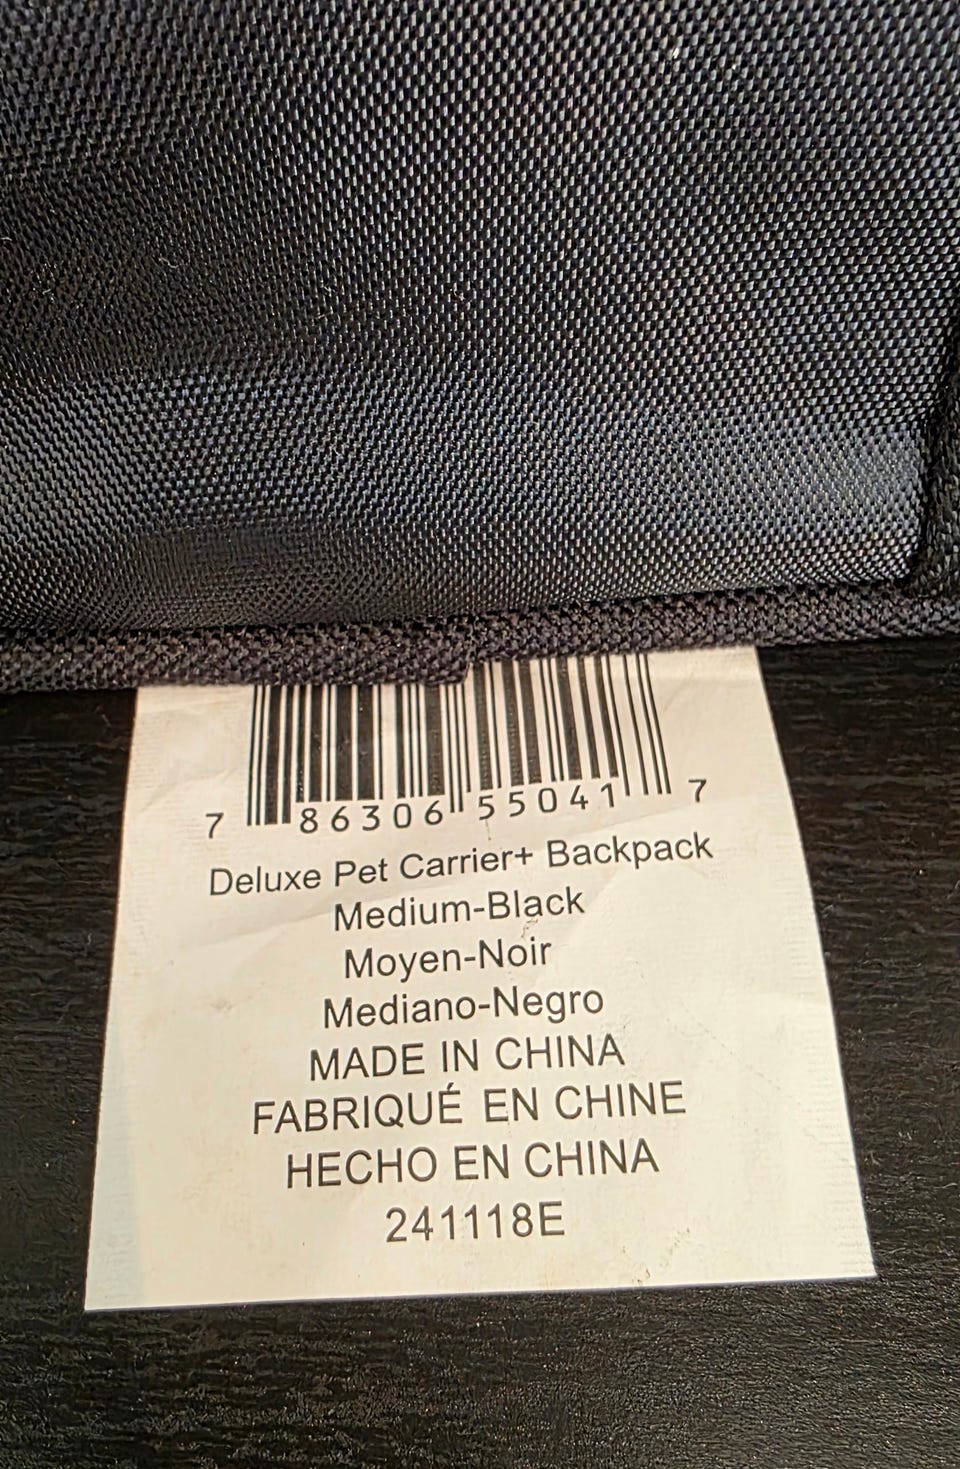 7 86306 55041 7
Deluxe Pet Carrier+ Backpack
Medium-Black
Moyen-Noir
Mediano-Negro
MADE IN CHINA
FABRIQUÉ EN CHINE
HECHO EN CHINA
241118E